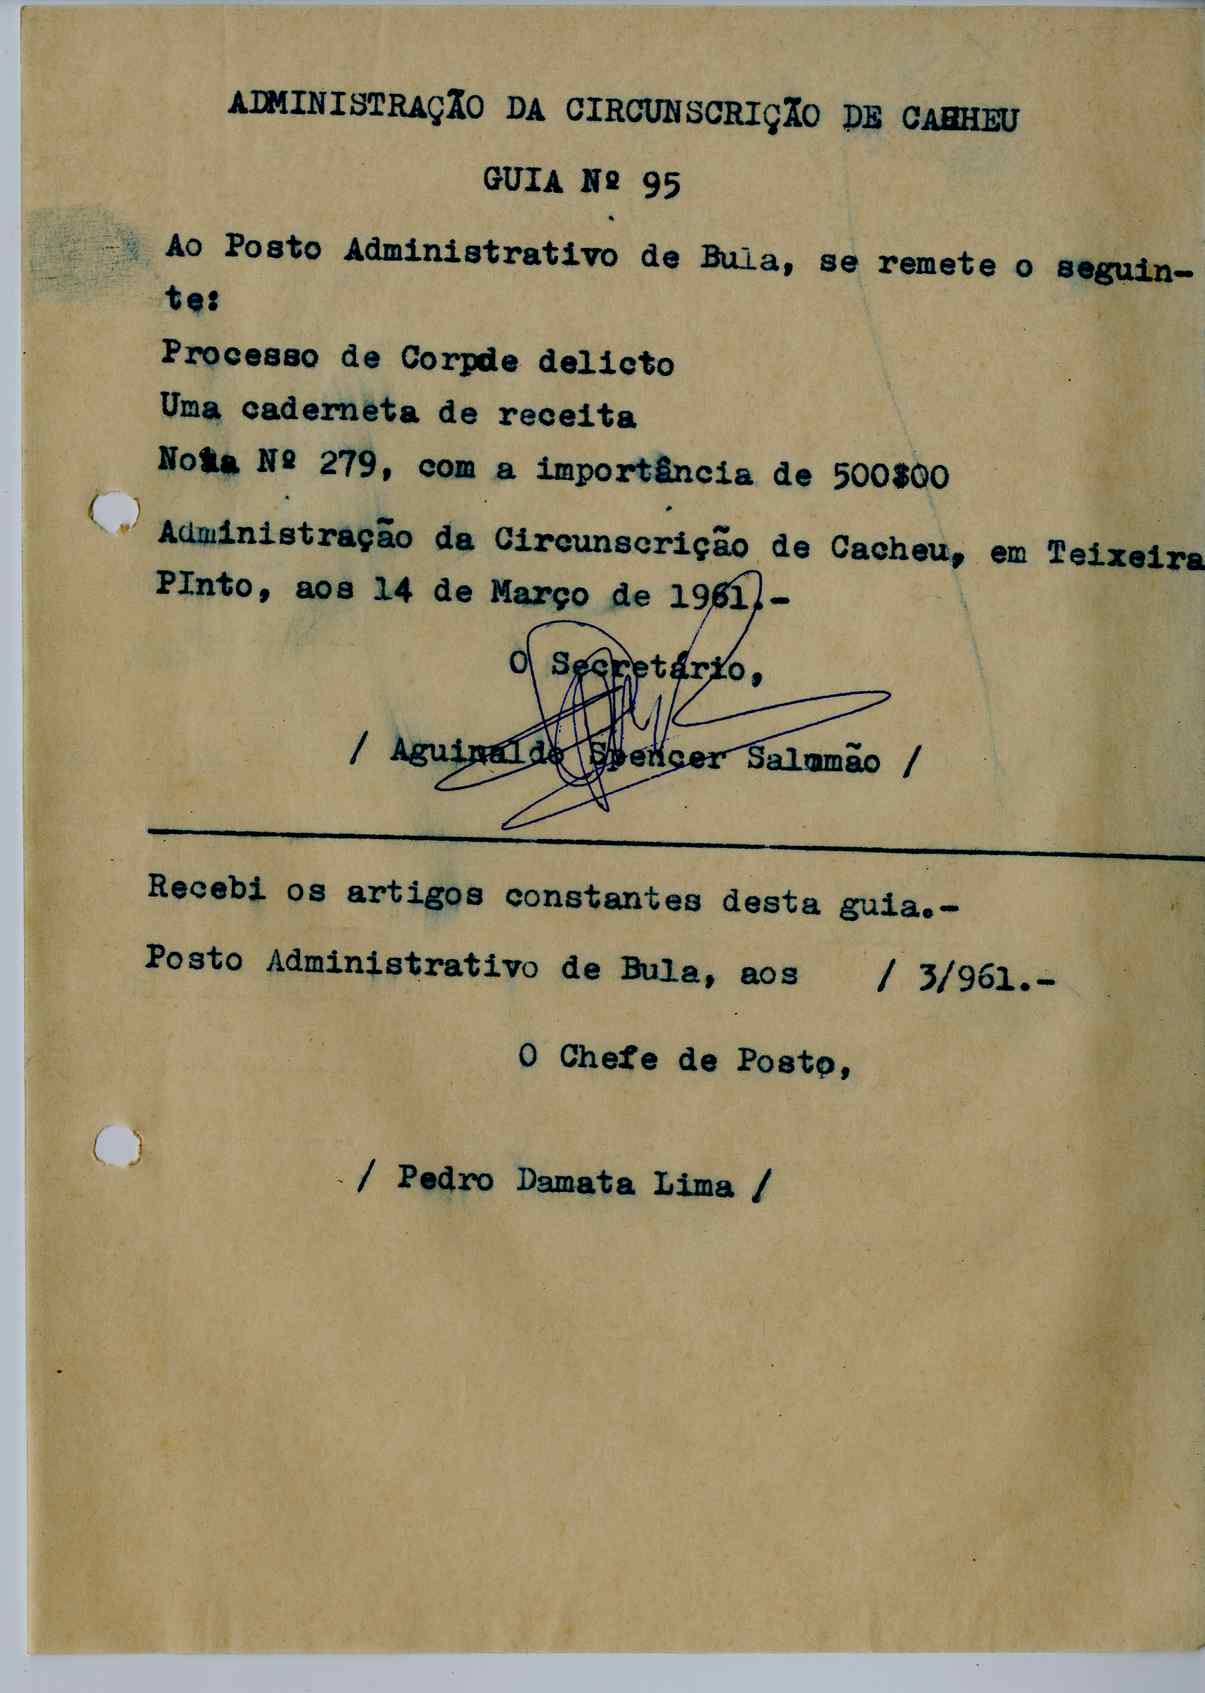 ADMINISTRAÇÃO DA CIRCUNSCRIÇÃO DE CACHEU
GUIA Nº 95
Ao Posto Administrativo de Bula, se remete o seguin-
te:
Processo de Corpde delicto
Uma caderneta de receita
Nota Nº 279, com a importância de 500$00
Administração da Circunscrição de Cacheu, em Teixeira
PInto, aos 14 de Março de 1961.-
O Secretário,
/ Aguinaldo Spencer Salomão /
Recebi os artigos constantes desta guia.-
Posto Administrativo de Bula, aos / 3/961.-
O Chefe de Posto,
/ Pedro Damata Lima /